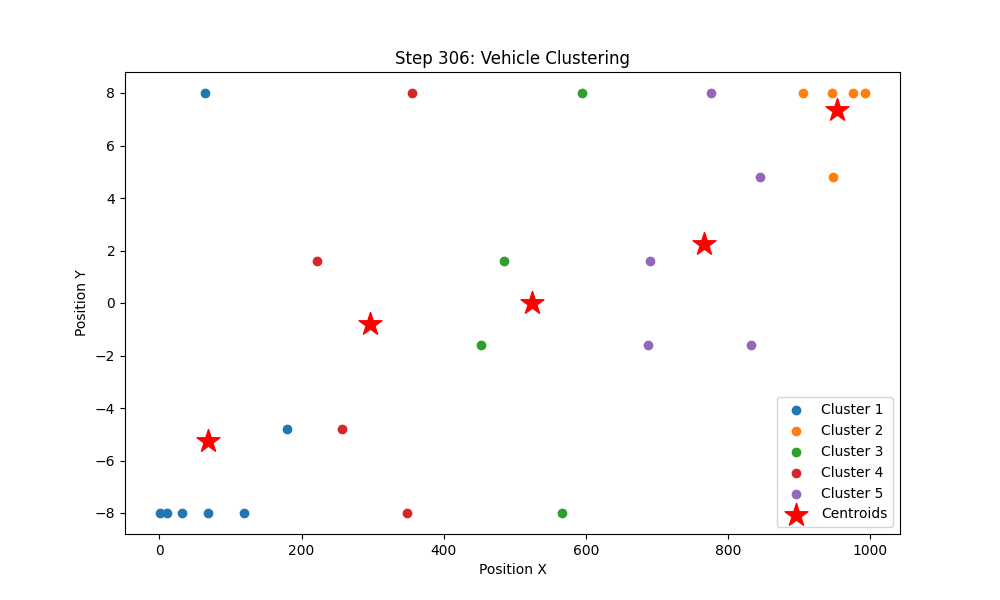 Step 306: Vehicle Clustering
Position Y
8
6
4
2
0
−2
−4
−6
−8
0
200
400
600
800
1000
Position X
Cluster 1
Cluster 2
Cluster 3
Cluster 4
Cluster 5
Centroids